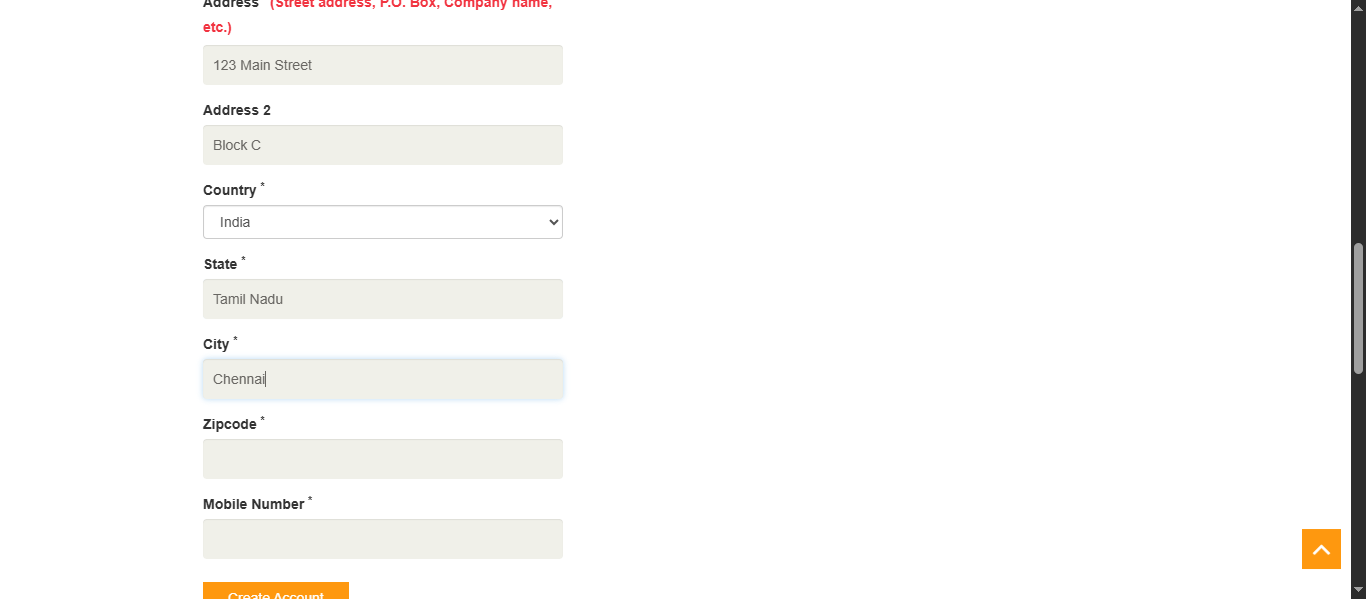 Address * (Street address, P.O. Box, Company name,
etc.)
123 Main Street
Address 2
Block C
Country *
India
State *
Tamil Nadu
City *
Chennai
Zipcode *
Mobile Number *
Create Account